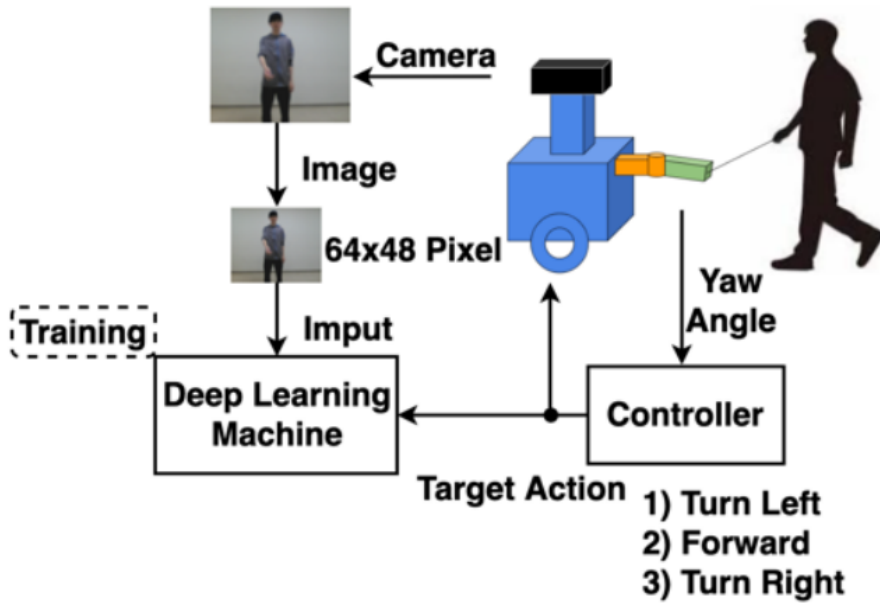 Camera
Image
64x48 Pixel
Yaw
Angle
Training
Imput
Deep Learning
Machine
Controller
Target Action
1) Turn Left
2) Forward
3) Turn Right